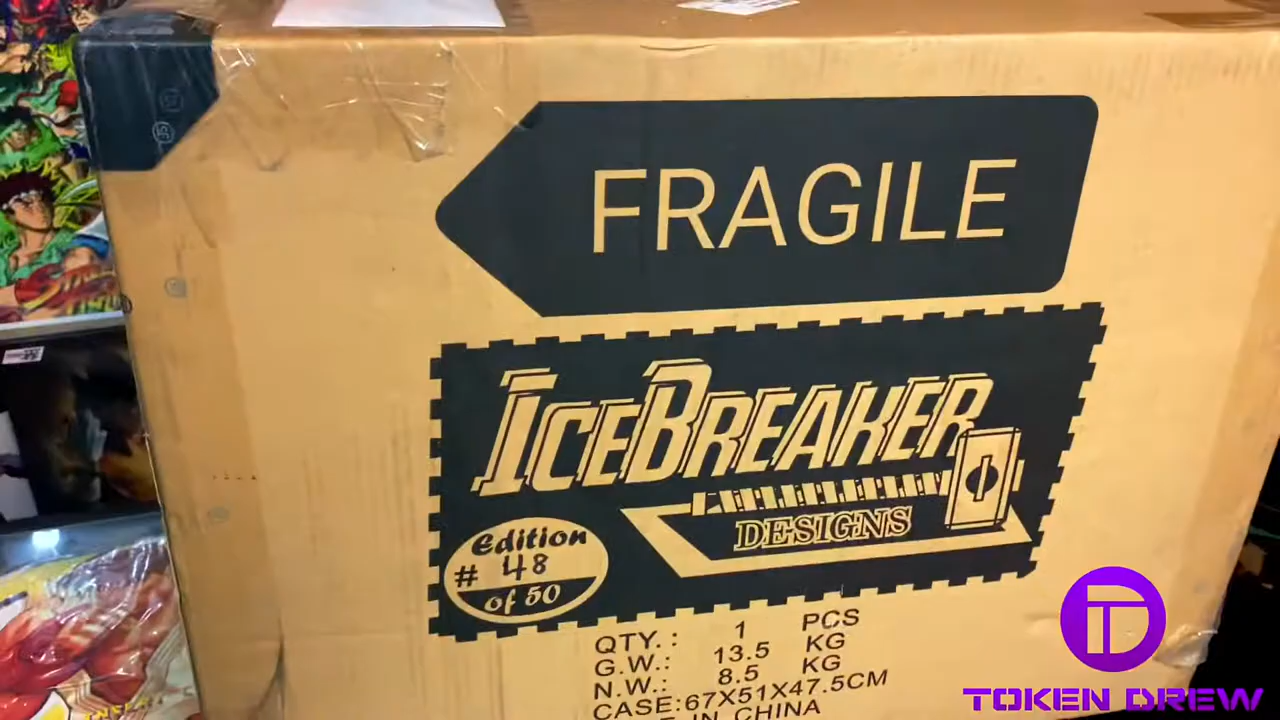 FRAGILE
ICEBREAKER
DESIGNS
Edition
# 48
of 50
QTY.: 1 PCS
G.W.: 13.5 KG
N.W.: 8.5 KG
CASE:67X51X47.5CM
IN CHINA
TOKEN DREW